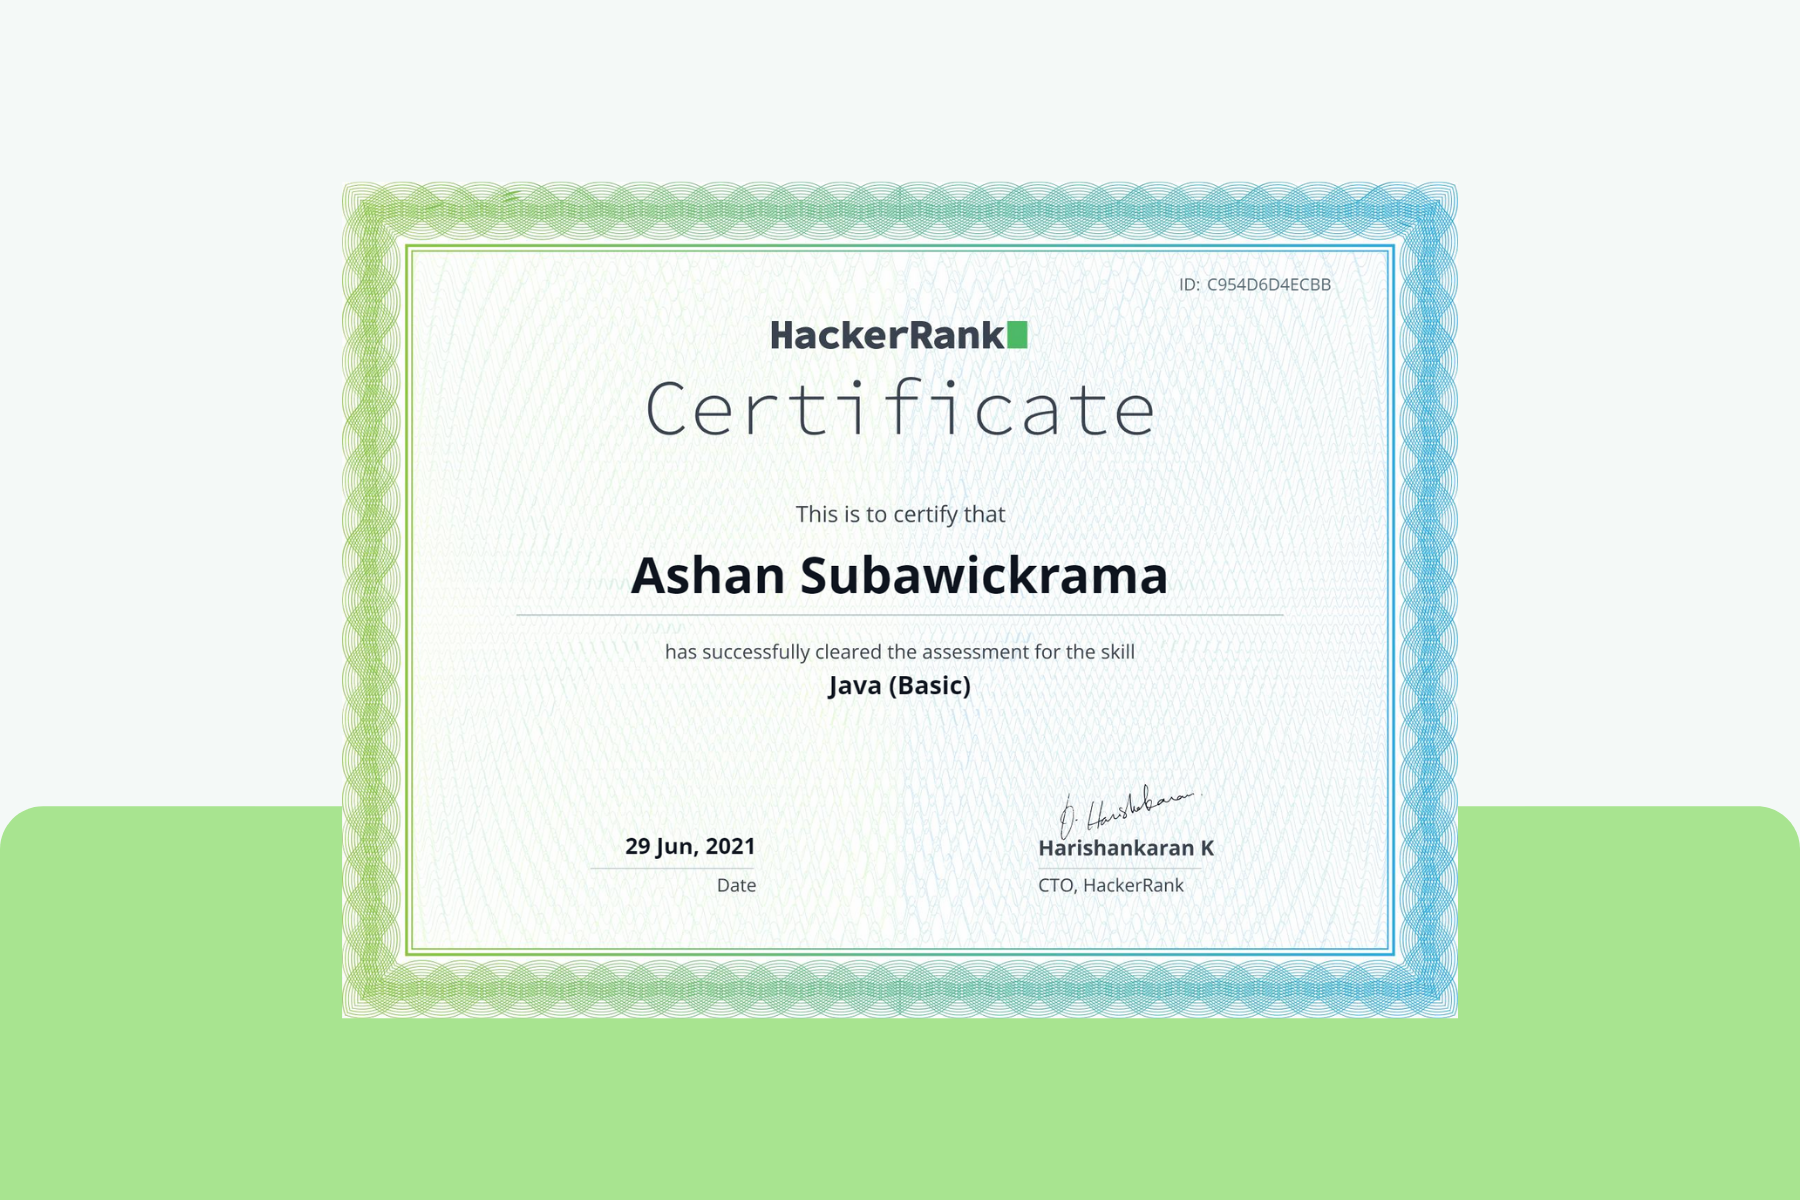 ID: C954D6D4ECBB
HackerRank
Certificate
This is to certify that
Ashan Subawickrama
has successfully cleared the assessment for the skill
Java (Basic)
29 Jun, 2021
Date
Harishankaran K
CTO, HackerRank